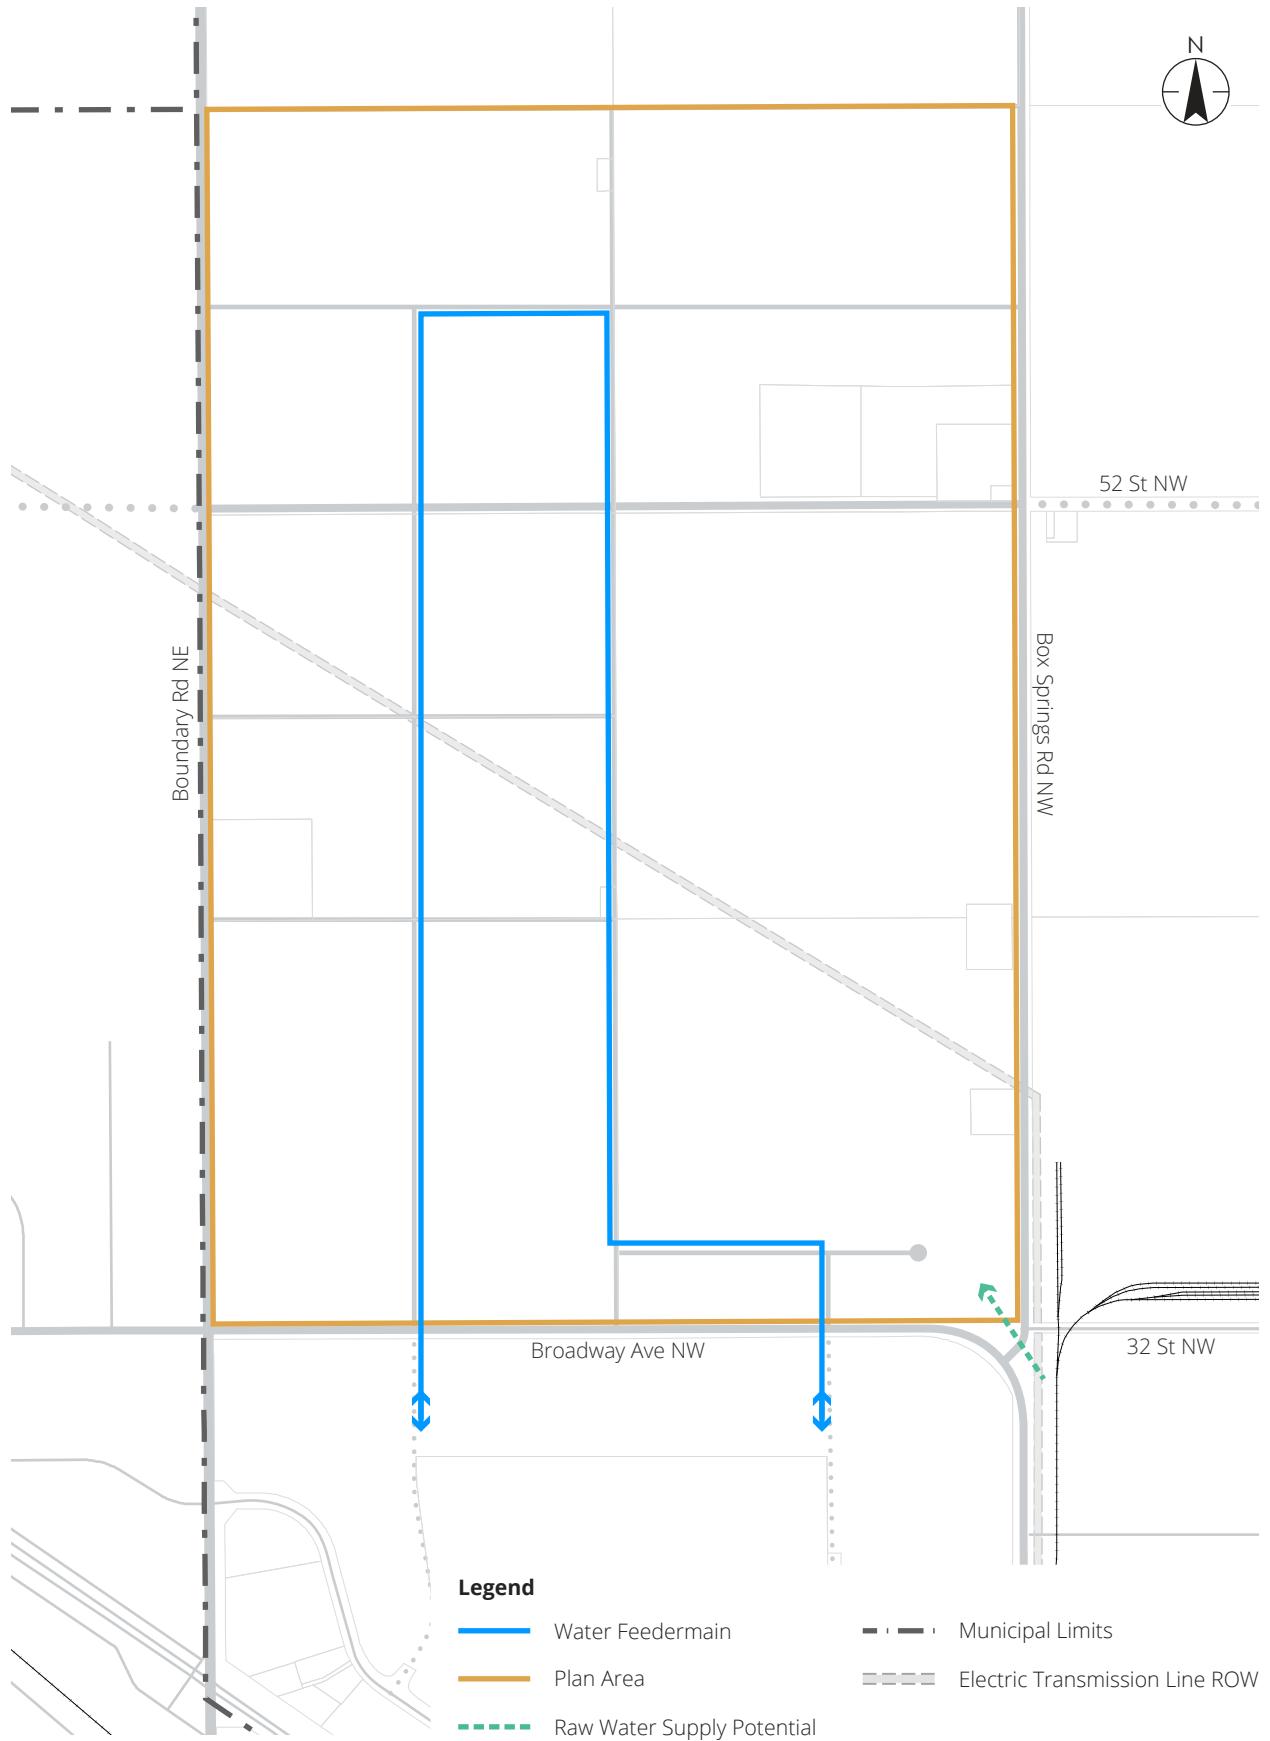 N
52 St NW
Boundary Rd NE
Box Springs Rd NW
Broadway Ave NW
32 St NW
Legend
Water Feedermain
Plan Area
Raw Water Supply Potential
Municipal Limits
Electric Transmission Line ROW